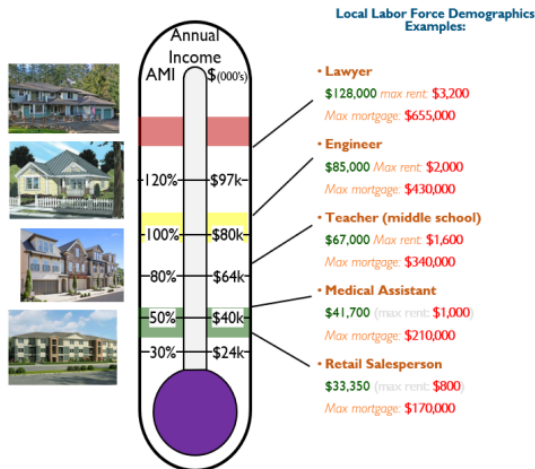 Local Labor Force Demographics
Examples:
Annual
Income
AMI $(000's)
120% $97k
100% $80k
80% $64k
50% $40k
30% $24k
• Lawyer
$128,000 max rent: $3,200
Max mortgage: $655,000
• Engineer
$85,000 Max rent: $2,000
Max mortgage: $430,000
• Teacher (middle school)
$67,000 Max rent: $1,600
Max mortgage: $340,000
• Medical Assistant
$41,700 (max rent: $1,000)
Max mortgage: $210,000
• Retail Salesperson
$33,350 (max rent: $800)
Max mortgage: $170,000